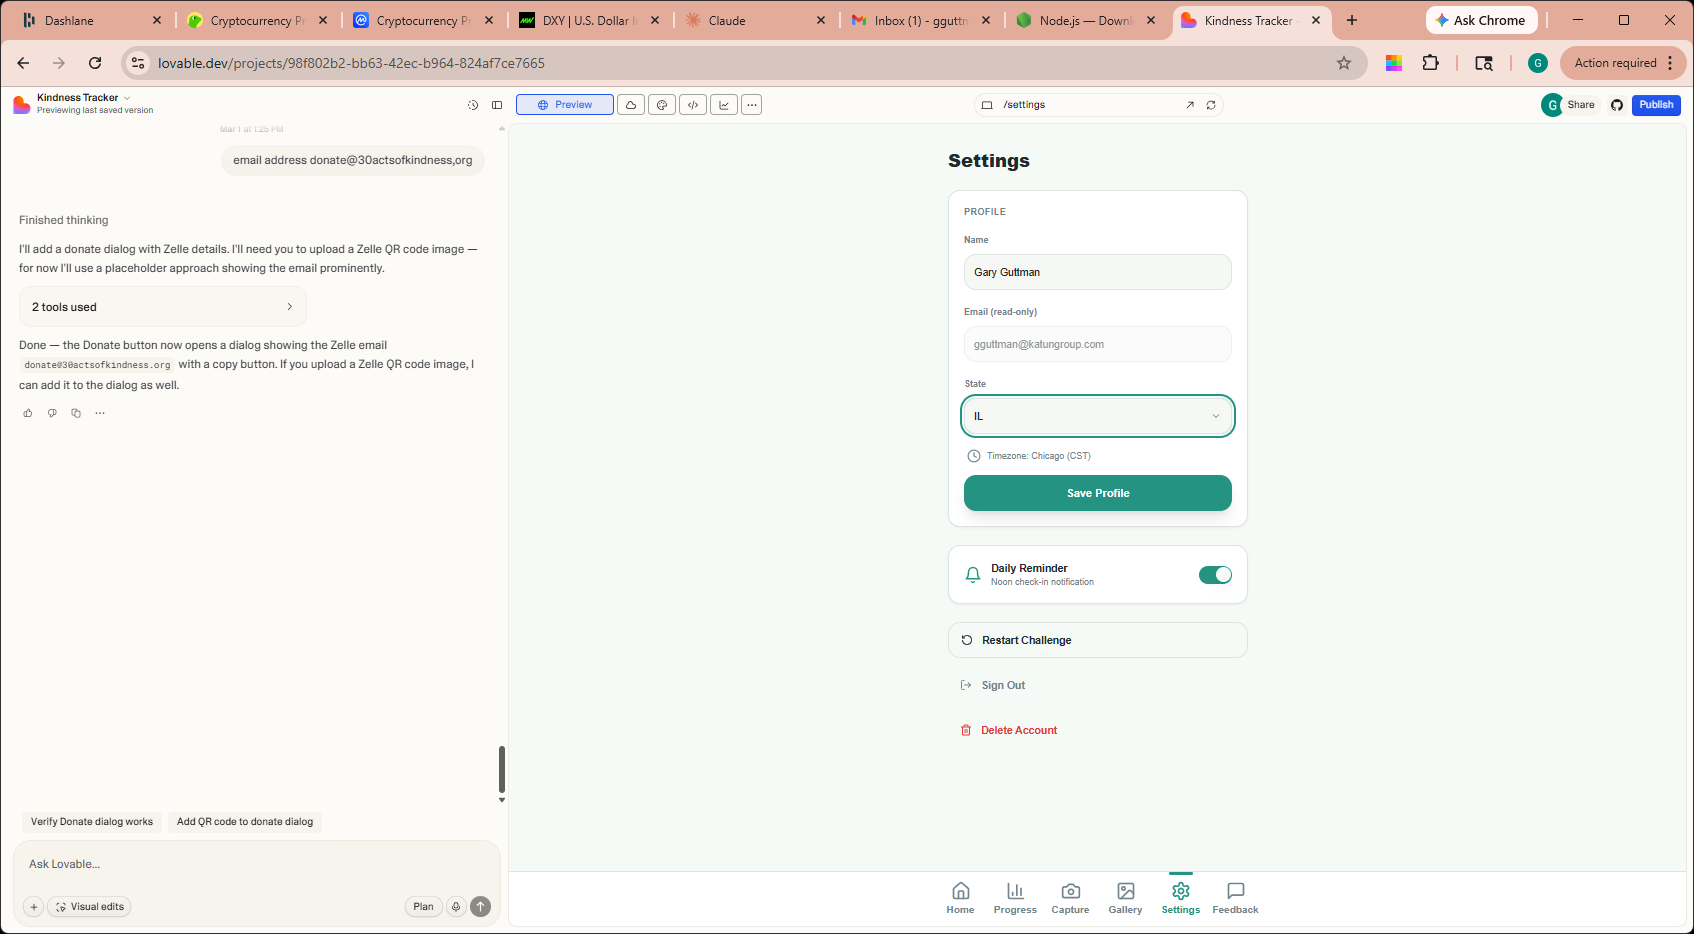 Dashlane
Cryptocurrency Pr
Cryptocurrency Pr
DXY | U.S. Dollar I
Claude
Inbox (1) - gguttm
Node.js — Downl
Kindness Tracker -
Ask Chrome
lovable.dev/projects/98f802b2-bb63-42ec-b964-824af7ce7665
G
Action required
Kindness Tracker
Previewing last saved version
Preview
/settings
G
Share
Publish
Mar 1 at 1:25 PM
email address donate@30actsofkindness,org
Finished thinking
I'll add a donate dialog with Zelle details. I'll need you to upload a Zelle QR code image —
for now I'll use a placeholder approach showing the email prominently.
2 tools used
Done — the Donate button now opens a dialog showing the Zelle email
donate@30actsofkindness.org with a copy button. If you upload a Zelle QR code image, I
can add it to the dialog as well.
Verify Donate dialog works
Add QR code to donate dialog
Ask Lovable...
Visual edits
Plan
Settings
PROFILE
Name
Gary Guttman
Email (read-only)
gguttman@katungroup.com
State
IL
Timezone: Chicago (CST)
Save Profile
Daily Reminder
Noon check-in notification
Restart Challenge
Sign Out
Delete Account
Home
Progress
Capture
Gallery
Settings
Feedback